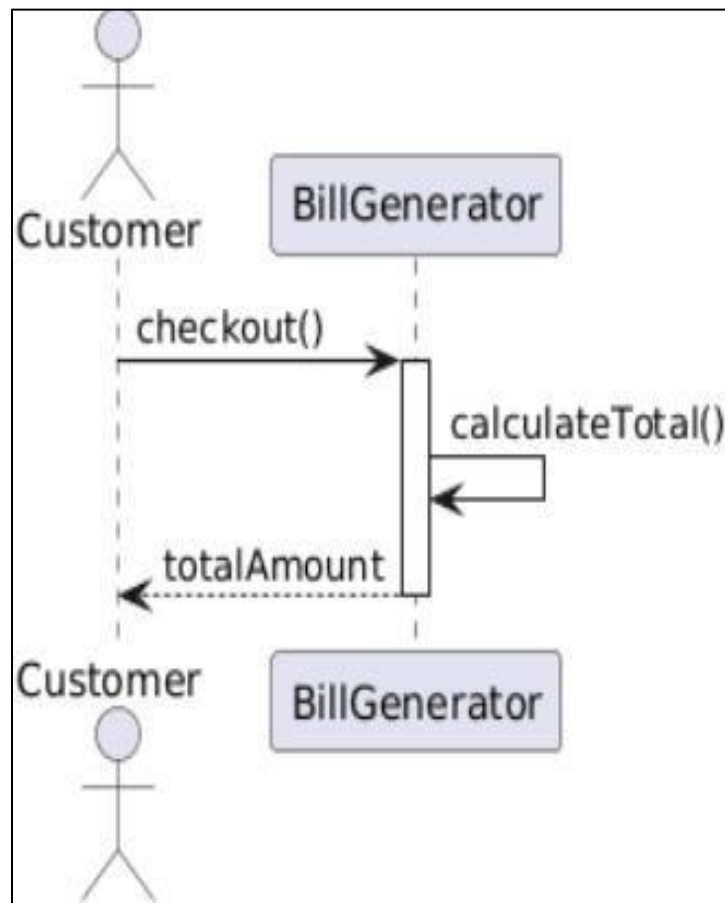 Customer
BillGenerator
checkout()
calculateTotal()
totalAmount
Customer
BillGenerator